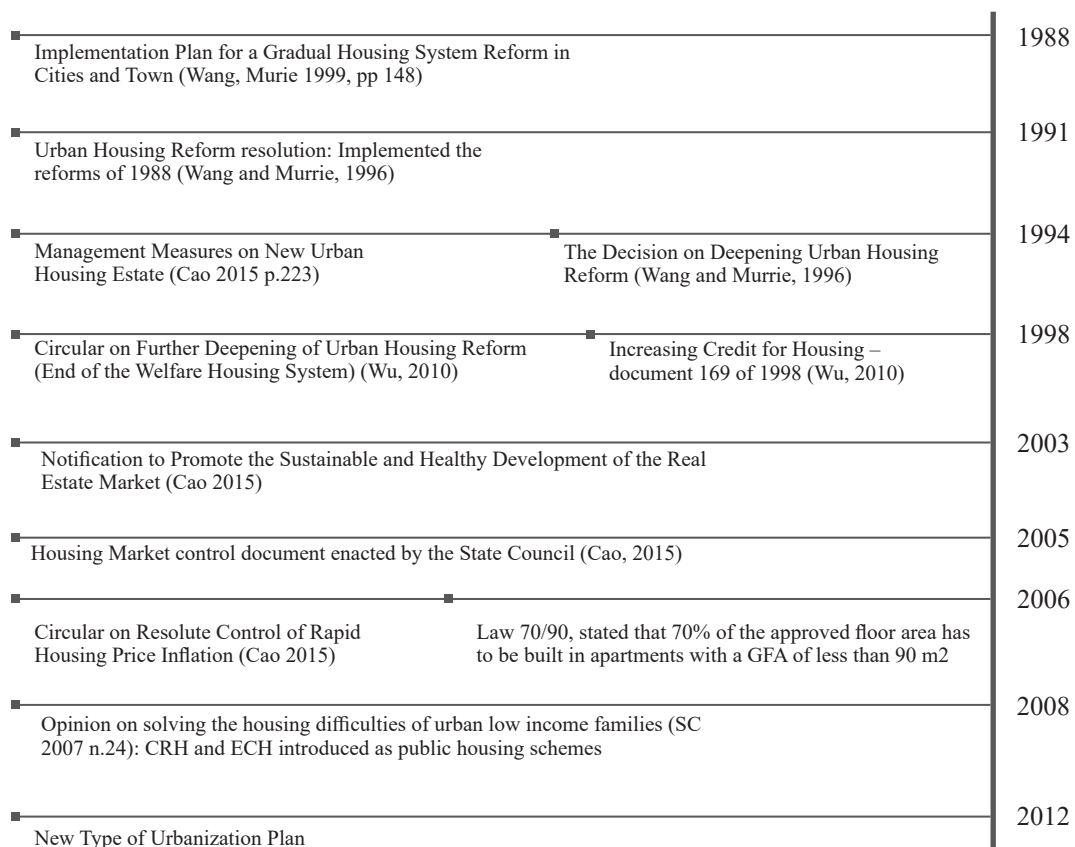 1988
Implementation Plan for a Gradual Housing System Reform in
Cities and Town (Wang, Murie 1999, pp 148)
1991
Urban Housing Reform resolution: Implemented the
reforms of 1988 (Wang and Murrie, 1996)
1994
Management Measures on New Urban
Housing Estate (Cao 2015 p.223)
The Decision on Deepening Urban Housing
Reform (Wang and Murrie, 1996)
1998
Circular on Further Deepening of Urban Housing Reform
(End of the Welfare Housing System) (Wu, 2010)
Increasing Credit for Housing –
document 169 of 1998 (Wu, 2010)
2003
Notification to Promote the Sustainable and Healthy Development of the Real
Estate Market (Cao 2015)
2005
Housing Market control document enacted by the State Council (Cao, 2015)
2006
Circular on Resolute Control of Rapid
Housing Price Inflation (Cao 2015)
Law 70/90, stated that 70% of the approved floor area has
to be built in apartments with a GFA of less than 90 m2
2008
Opinion on solving the housing difficulties of urban low income families (SC
2007 n.24): CRH and ECH introduced as public housing schemes
2012
New Type of Urbanization Plan